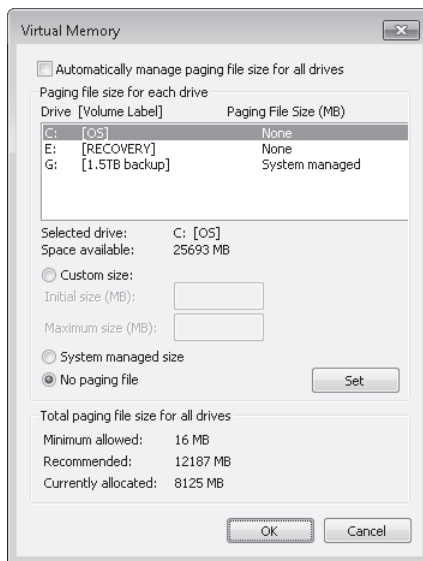 Virtual Memory
Automatically manage paging file size for all drives
Paging file size for each drive
Drive [Volume Label] Paging File Size (MB)
C: [OS] None
E: [RECOVERY] None
G: [1.5TB backup] System managed
Selected drive: C: [OS]
Space available: 25693 MB
Custom size:
Initial size (MB):
Maximum size (MB):
System managed size
No paging file
Set
Total paging file size for all drives
Minimum allowed: 16 MB
Recommended: 12187 MB
Currently allocated: 8125 MB
OK Cancel